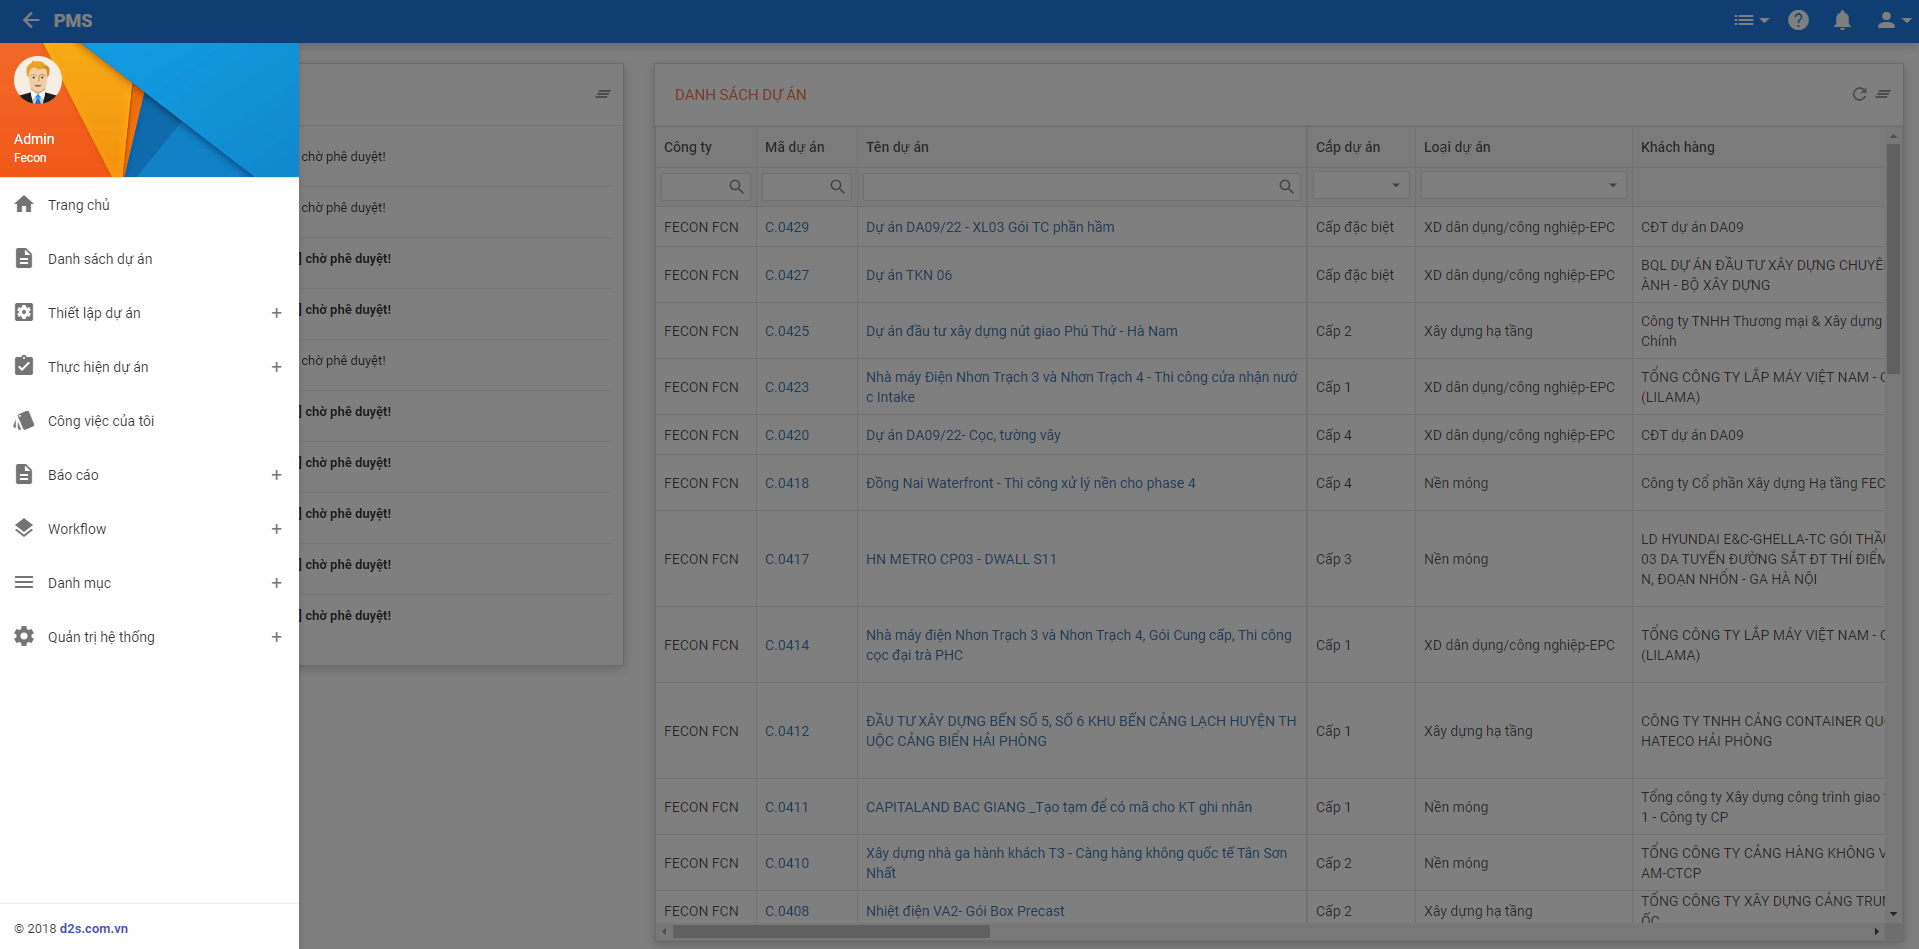 PMS
Admin
Fecon
Trang chủ
Danh sách dự án
Thiết lập dự án
Thực hiện dự án
Công việc của tôi
Báo cáo
Workflow
Danh mục
Quản trị hệ thống
© 2018 d2s.com.vn
chờ phê duyệt!
chờ phê duyệt!
] chờ phê duyệt!
] chờ phê duyệt!
chờ phê duyệt!
] chờ phê duyệt!
] chờ phê duyệt!
] chờ phê duyệt!
] chờ phê duyệt!
] chờ phê duyệt!
DANH SÁCH DỰ ÁN
Công ty Mã dự án Tên dự án Cấp dự án Loại dự án Khách hàng
FECON FCN C.0429 Dự án DA09/22 - XL03 Gói TC phần hầm Cấp đặc biệt XD dân dụng/công nghiệp-EPC CĐT dự án DA09
FECON FCN C.0427 Dự án TKN 06 Cấp đặc biệt XD dân dụng/công nghiệp-EPC BQL DỰ ÁN ĐẦU TƯ XÂY DỰNG CHUYÊ
ÀNH - BỘ XÂY DỰNG
FECON FCN C.0425 Dự án đầu tư xây dựng nút giao Phú Thứ - Hà Nam Cấp 2 Xây dựng hạ tầng Công ty TNHH Thương mại & Xây dựng
Chính
FECON FCN C.0423 Nhà máy Điện Nhơn Trạch 3 và Nhơn Trạch 4 - Thi công cửa nhận nướ
c Intake Cấp 1 XD dân dụng/công nghiệp-EPC TỔNG CÔNG TY LẮP MÁY VIỆT NAM - C
(LILAMA)
FECON FCN C.0420 Dự án DA09/22- Cọc, tường vây Cấp 4 XD dân dụng/công nghiệp-EPC CĐT dự án DA09
FECON FCN C.0418 Đồng Nai Waterfront - Thi công xử lý nền cho phase 4 Cấp 4 Nền móng Công ty Cổ phần Xây dựng Hạ tầng FEC
FECON FCN C.0417 HN METRO CP03 - DWALL S11 Cấp 3 Nền móng LD HYUNDAI E&C-GHELLA-TC GÓI THẦU
03 DA TUYẾN ĐƯỜNG SẮT ĐT THÍ ĐIỂM
N, ĐOẠN NHỔN - GA HÀ NỘI
FECON FCN C.0414 Nhà máy điện Nhơn Trạch 3 và Nhơn Trạch 4, Gói Cung cấp, Thi công
cọc đại trà PHC Cấp 1 XD dân dụng/công nghiệp-EPC TỔNG CÔNG TY LẮP MÁY VIỆT NAM - C
(LILAMA)
FECON FCN C.0412 ĐẦU TƯ XÂY DỰNG BẾN SỐ 5, SỐ 6 KHU BẾN CẢNG LẠCH HUYỆN TH
UỘC CẢNG BIỂN HẢI PHÒNG Cấp 1 Xây dựng hạ tầng CÔNG TY TNHH CẢNG CONTAINER QU
HATECO HẢI PHÒNG
FECON FCN C.0411 CAPITALAND BAC GIANG _Tạo tạm để có mã cho KT ghi nhân Cấp 1 Nền móng Tổng công ty Xây dựng công trình giao
1 - Công ty CP
FECON FCN C.0410 Xây dựng nhà ga hành khách T3 - Càng hàng không quốc tế Tân Sơn
Nhất Cấp 2 Nền móng TỔNG CÔNG TY CẢNG HÀNG KHÔNG V
AM-CTCP
FECON FCN C.0408 Nhiệt điện VA2- Gói Box Precast Cấp 2 Xây dựng hạ tầng TỔNG CÔNG TY XÂY DỰNG CẢNG TRU
ỐC